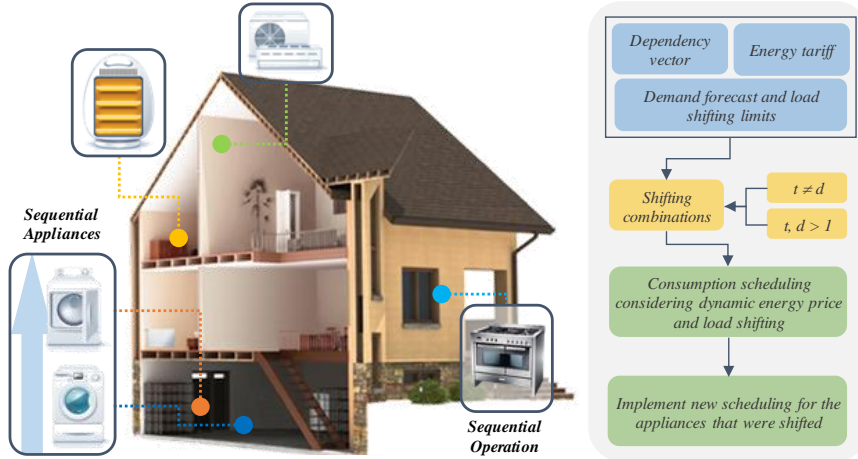 Sequential
Appliances
Sequential
Operation
Dependency
vector
Energy tariff
Demand forecast and load
shifting limits
Shifting
combinations
t ≠ d
t, d > 1
Consumption scheduling
considering dynamic energy price
and load shifting
Implement new scheduling for the
appliances that were shifted